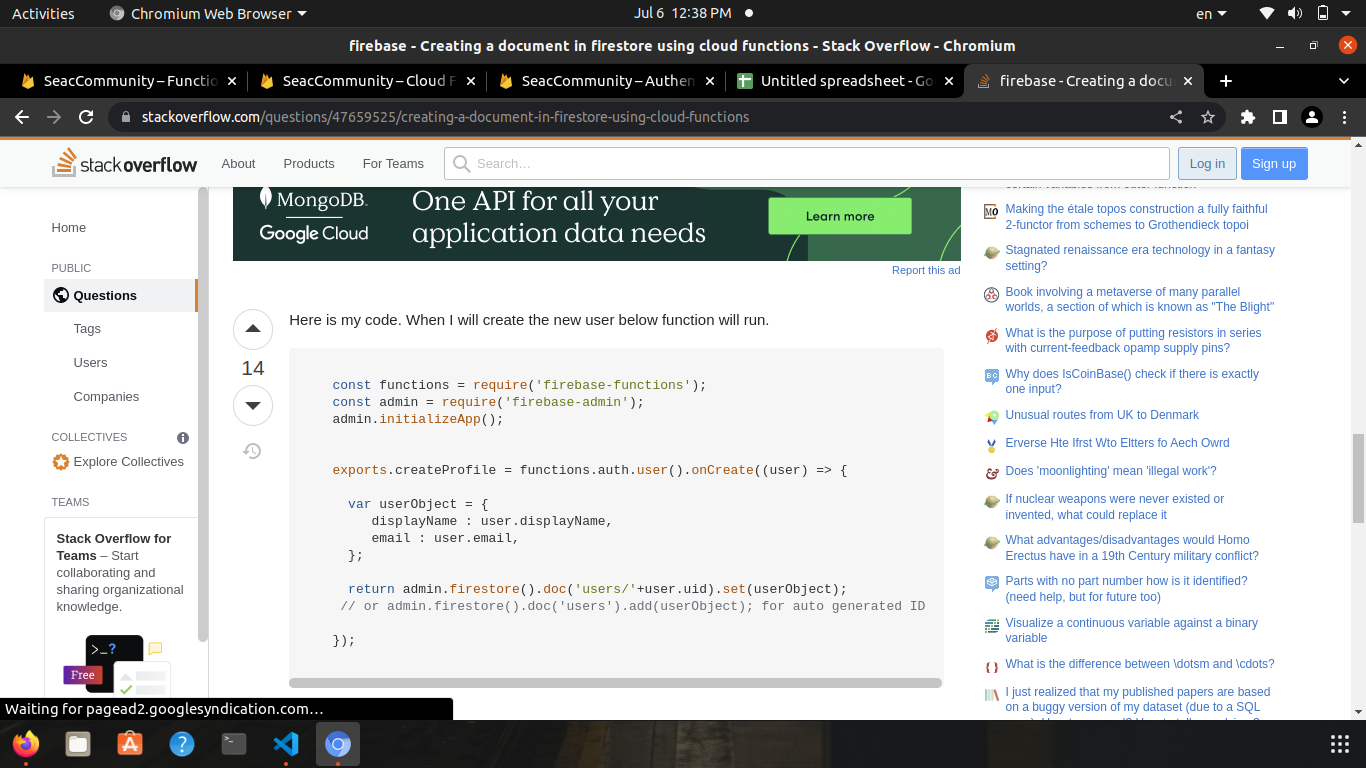 Activities
Chromium Web Browser
Jul 6 12:38 PM
en
firebase - Creating a document in firestore using cloud functions - Stack Overflow - Chromium
SeacCommunity – Functio
SeacCommunity – Cloud F
SeacCommunity – Authen
Untitled spreadsheet - Go
firebase - Creating a docu
stackoverflow.com/questions/47659525/creating-a-document-in-firestore-using-cloud-functions
stackoverflow
About
Products
For Teams
Search…
Log in
Sign up
Home
PUBLIC
Questions
Tags
Users
Companies
COLLECTIVES
Explore Collectives
TEAMS
Stack Overflow for
Teams – Start
collaborating and
sharing organizational
knowledge.
>_?
Free
MongoDB.
Google Cloud
One API for all your
application data needs
Learn more
Report this ad
14
Here is my code. When I will create the new user below function will run.
const functions = require('firebase-functions');
const admin = require('firebase-admin');
admin.initializeApp();
exports.createProfile = functions.auth.user().onCreate((user) => {
var userObject = {
displayName : user.displayName,
email : user.email,
};
return admin.firestore().doc('users/'+user.uid).set(userObject);
// or admin.firestore().doc('users').add(userObject); for auto generated ID
});
certain variables from outer function
MO
Making the étale topos construction a fully faithful
2-functor from schemes to Grothendieck topoi
Stagnated renaissance era technology in a fantasy
setting?
Book involving a metaverse of many parallel
worlds, a section of which is known as "The Blight"
What is the purpose of putting resistors in series
with current-feedback opamp supply pins?
Why does IsCoinBase() check if there is exactly
one input?
Unusual routes from UK to Denmark
Erverse Hte Ifrst Wto Eltters fo Aech Owrd
Does 'moonlighting' mean 'illegal work'?
If nuclear weapons were never existed or
invented, what could replace it
What advantages/disadvantages would Homo
Erectus have in a 19th Century military conflict?
Parts with no part number how is it identified?
(need help, but for future too)
Visualize a continuous variable against a binary
variable
What is the difference between \dotsm and \cdots?
I just realized that my published papers are based
on a buggy version of my dataset (due to a SQL
Waiting for pagead2.googlesyndication.com…